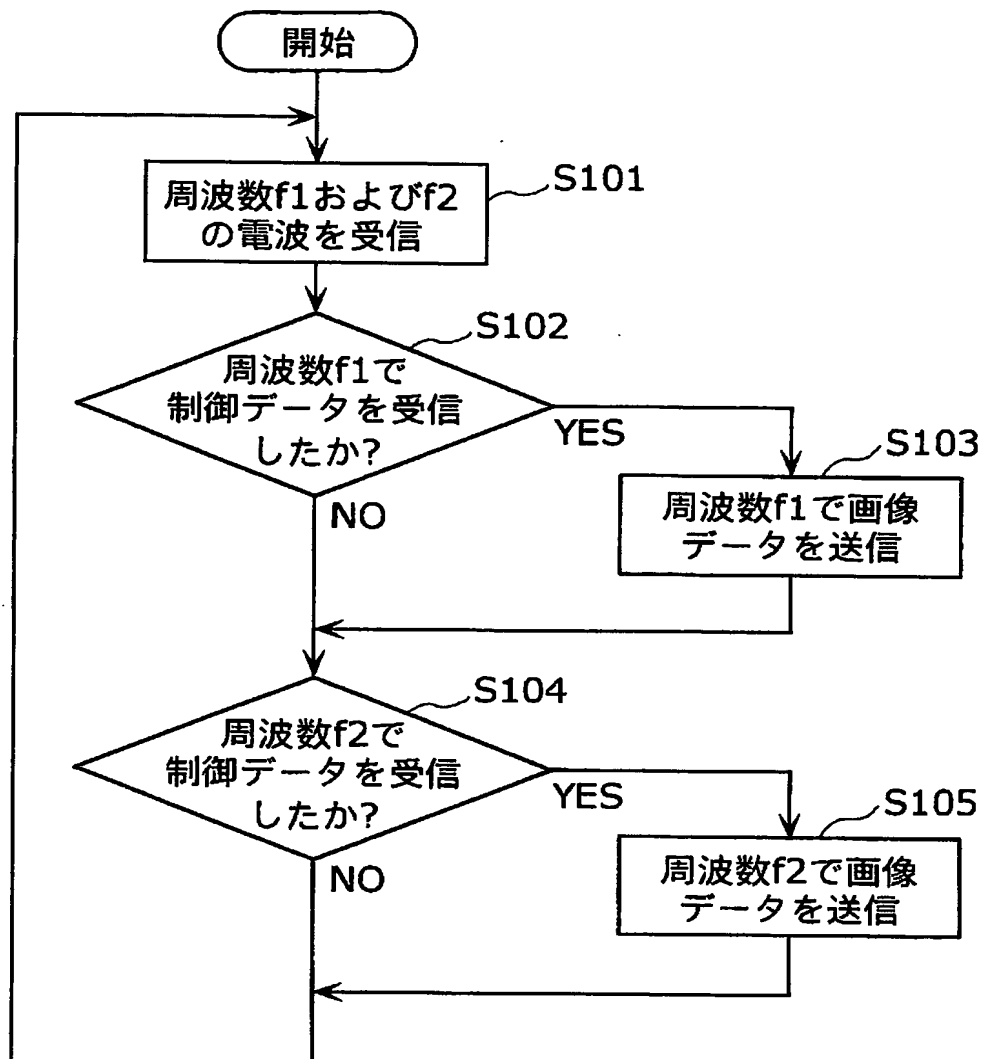 開始
周波数f1およびf2
の電波を受信
S101
S102
周波数f1で
制御データを受信
したか?
YES
NO
S103
周波数f1で画像
データを送信
S104
周波数f2で
制御データを受信
したか?
YES
NO
S105
周波数f2で画像
データを送信